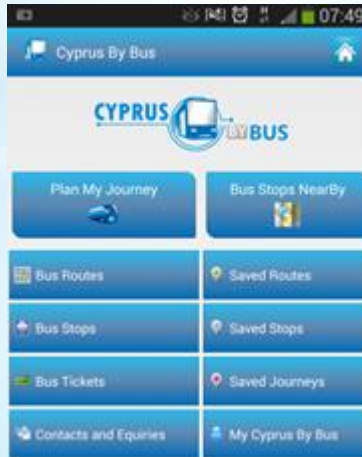 07:49
Cyprus By Bus
CYPRUS
BY BUS
Plan My Journey
Bus Stops NearBy
Bus Routes
Saved Routes
Bus Stops
Saved Stops
Bus Tickets
Saved Journeys
Contacts and Equiries
My Cyprus By Bus